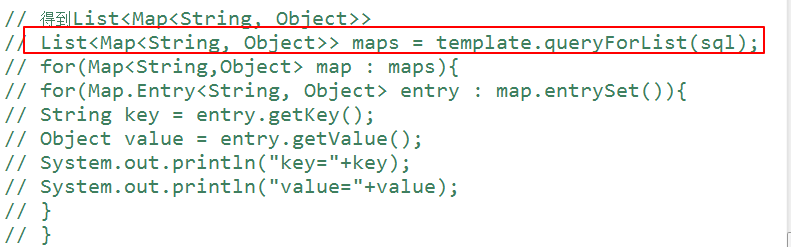 // 得到List<Map<String, Object>>
// List<Map<String, Object>> maps = template.queryForList(sql);
// for(Map<String,Object> map : maps){
// for(Map.Entry<String, Object> entry : map.entrySet()){
// String key = entry.getKey();
// Object value = entry.getValue();
// System.out.println("key="+key);
// System.out.println("value="+value);
// }
// }